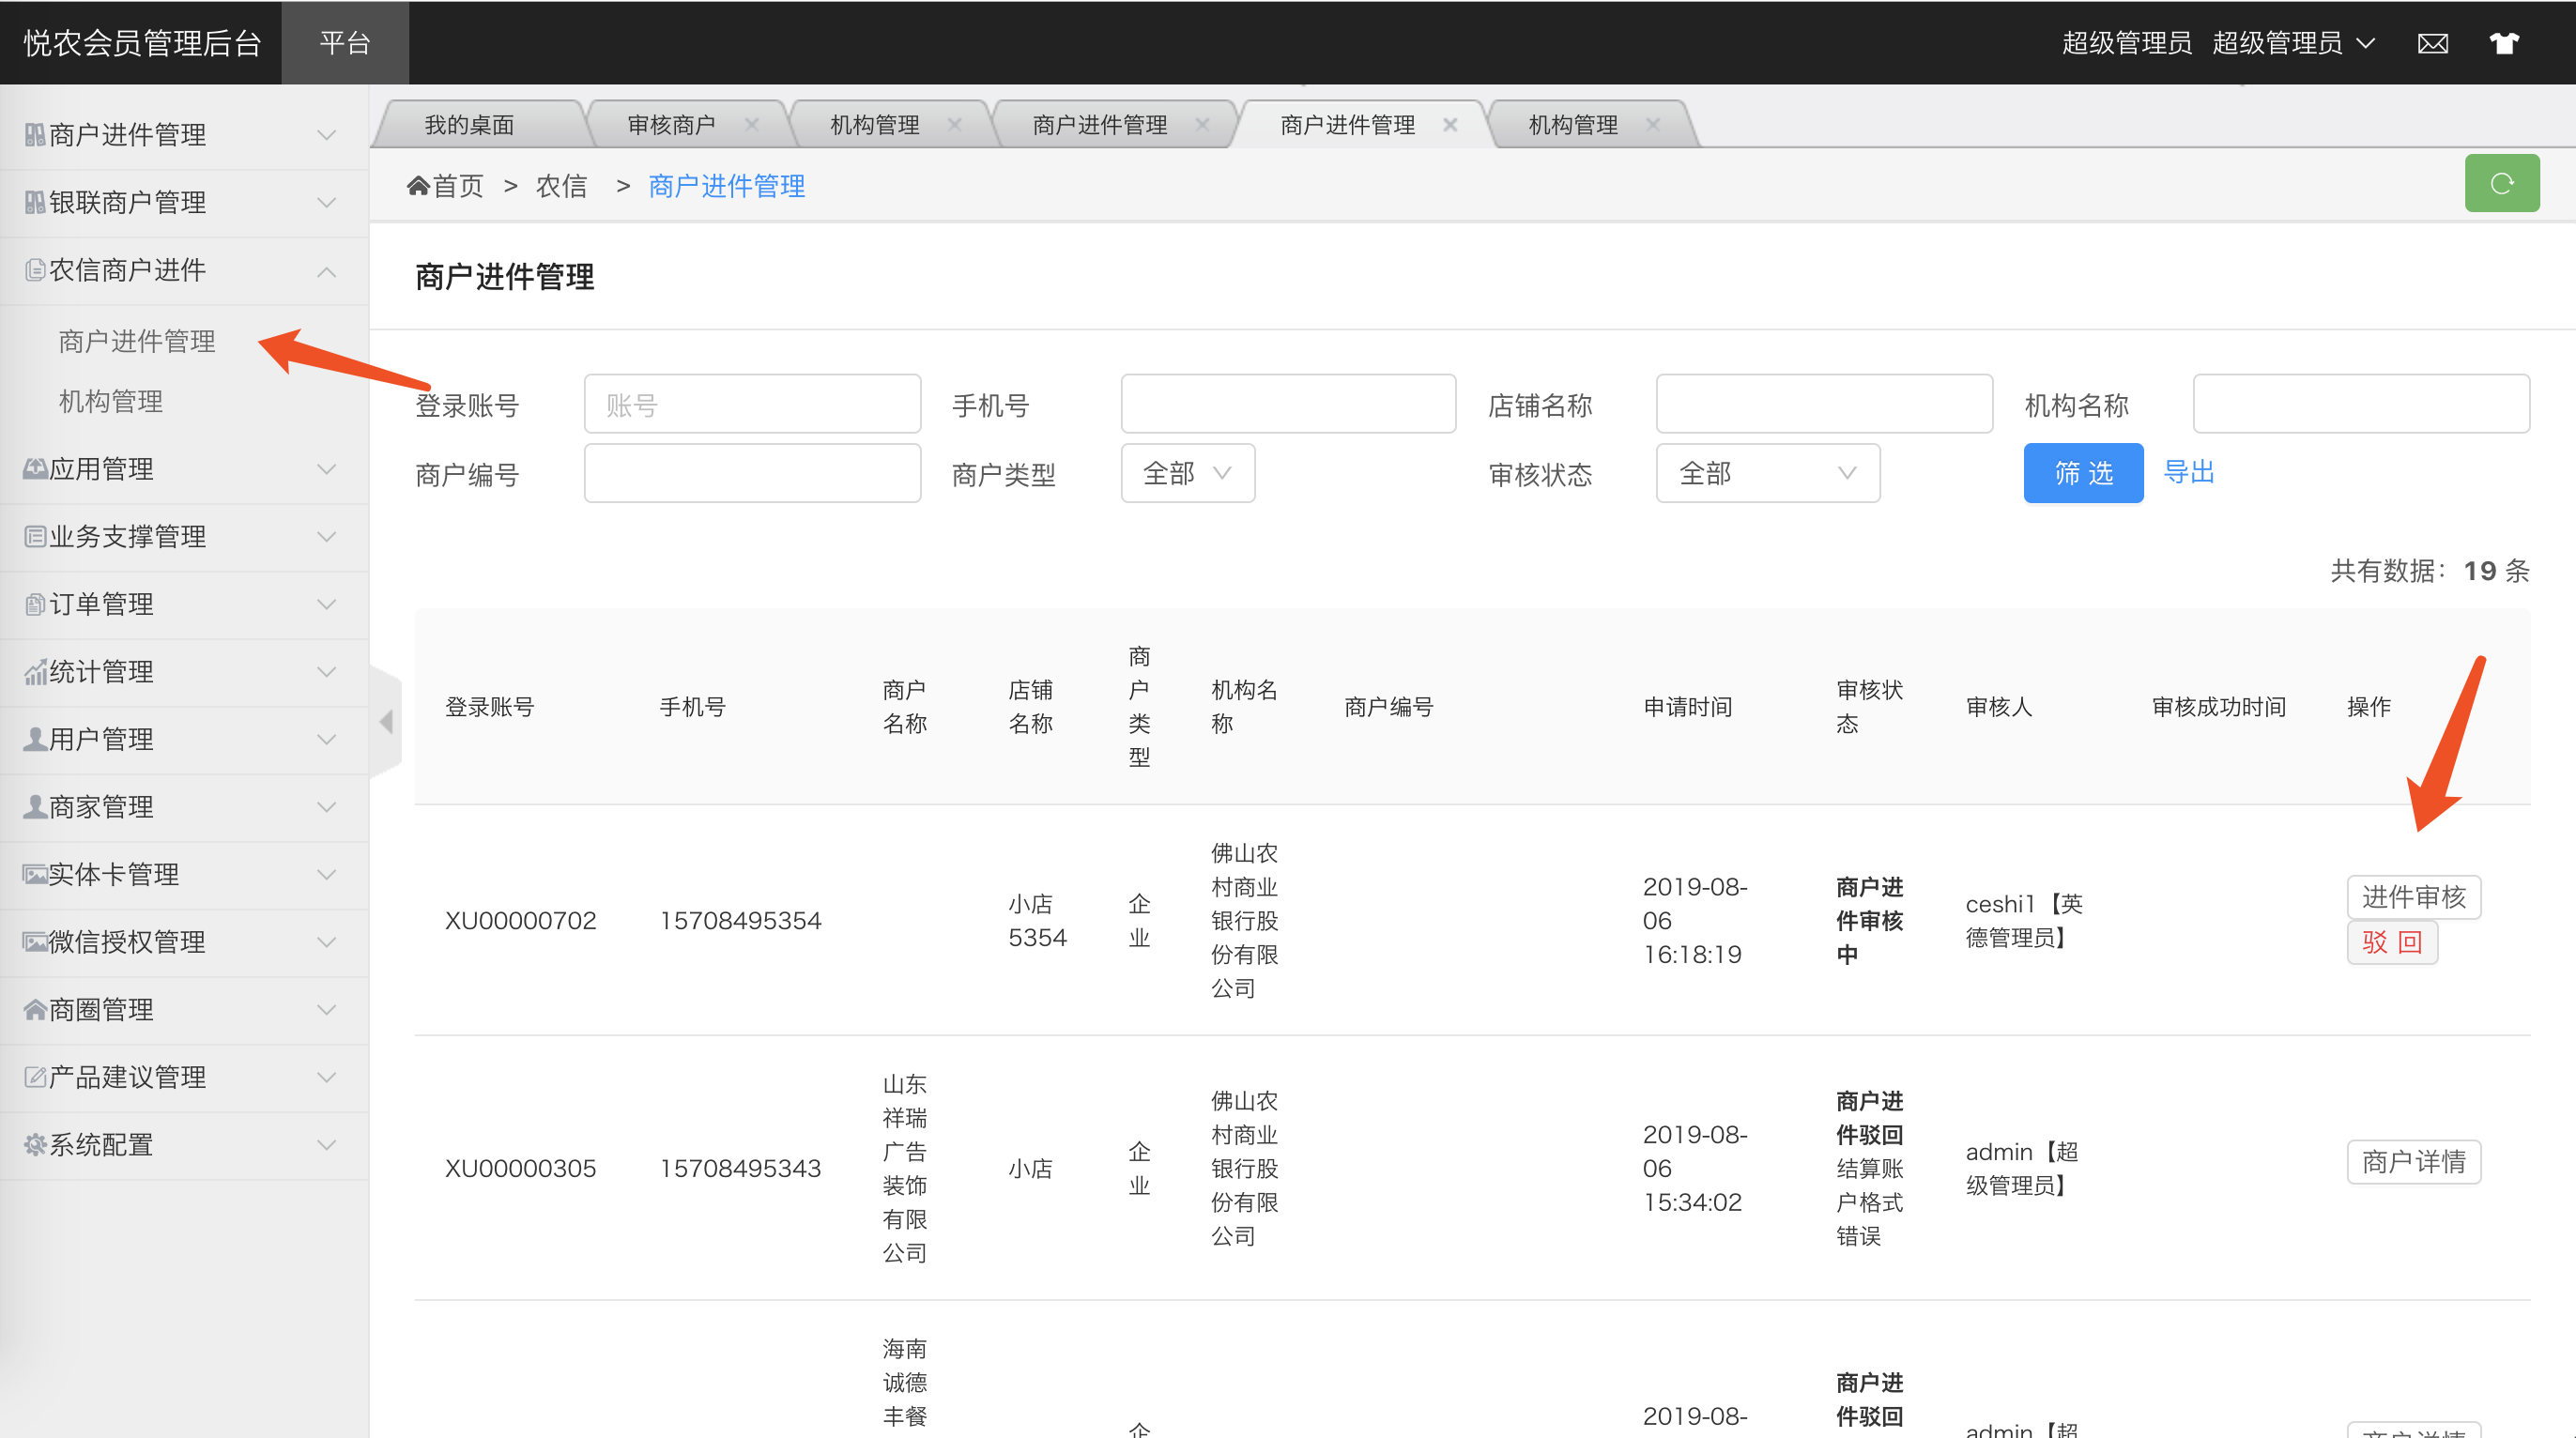 悦农会员管理后台
平台
超级管理员 超级管理员
商户进件管理
银联商户管理
农信商户进件
商户进件管理
机构管理
应用管理
业务支撑管理
订单管理
统计管理
用户管理
商家管理
实体卡管理
微信授权管理
商圈管理
产品建议管理
系统配置
我的桌面
审核商户
机构管理
商户进件管理
商户进件管理
机构管理
首页 > 农信 > 商户进件管理
商户进件管理
登录账号 账号
手机号
店铺名称
机构名称
商户编号
商户类型 全部
审核状态 全部
筛 选
导出
共有数据：19 条
登录账号
手机号
商户
名称
店铺
名称
商
户
类
型
机构名
称
商户编号
申请时间
审核状
态
审核人
审核成功时间
操作
XU00000702
15708495354
小店
5354
企
业
佛山农
村商业
银行股
份有限
公司
2019-08-
06
16:18:19
商户进
件审核
中
ceshi1【英
德管理员】
进件审核
驳 回
XU00000305
15708495343
山东
祥瑞
广告
装饰
有限
公司
小店
企
业
佛山农
村商业
银行股
份有限
公司
2019-08-
06
15:34:02
商户进
件驳回
结算账
户格式
错误
admin【超
级管理员】
商户详情
海南
诚德
丰餐
企
2019-08-
商户进
件驳回
admin【超
商户详情